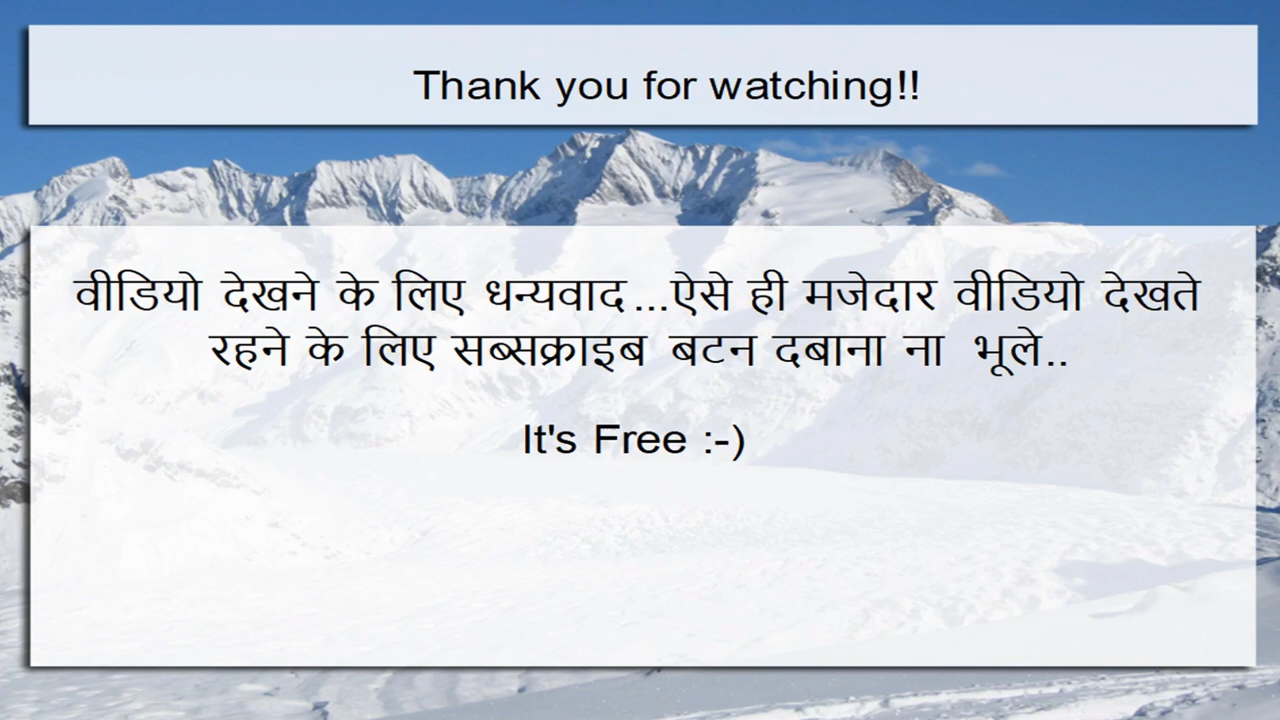 Thank you for watching!!
वीडियो देखने के लिए धन्यवाद...ऐसे ही मजेदार वीडियो देखते
रहने के लिए सब्सक्राइब बटन दबाना ना भूले..
It's Free :-)